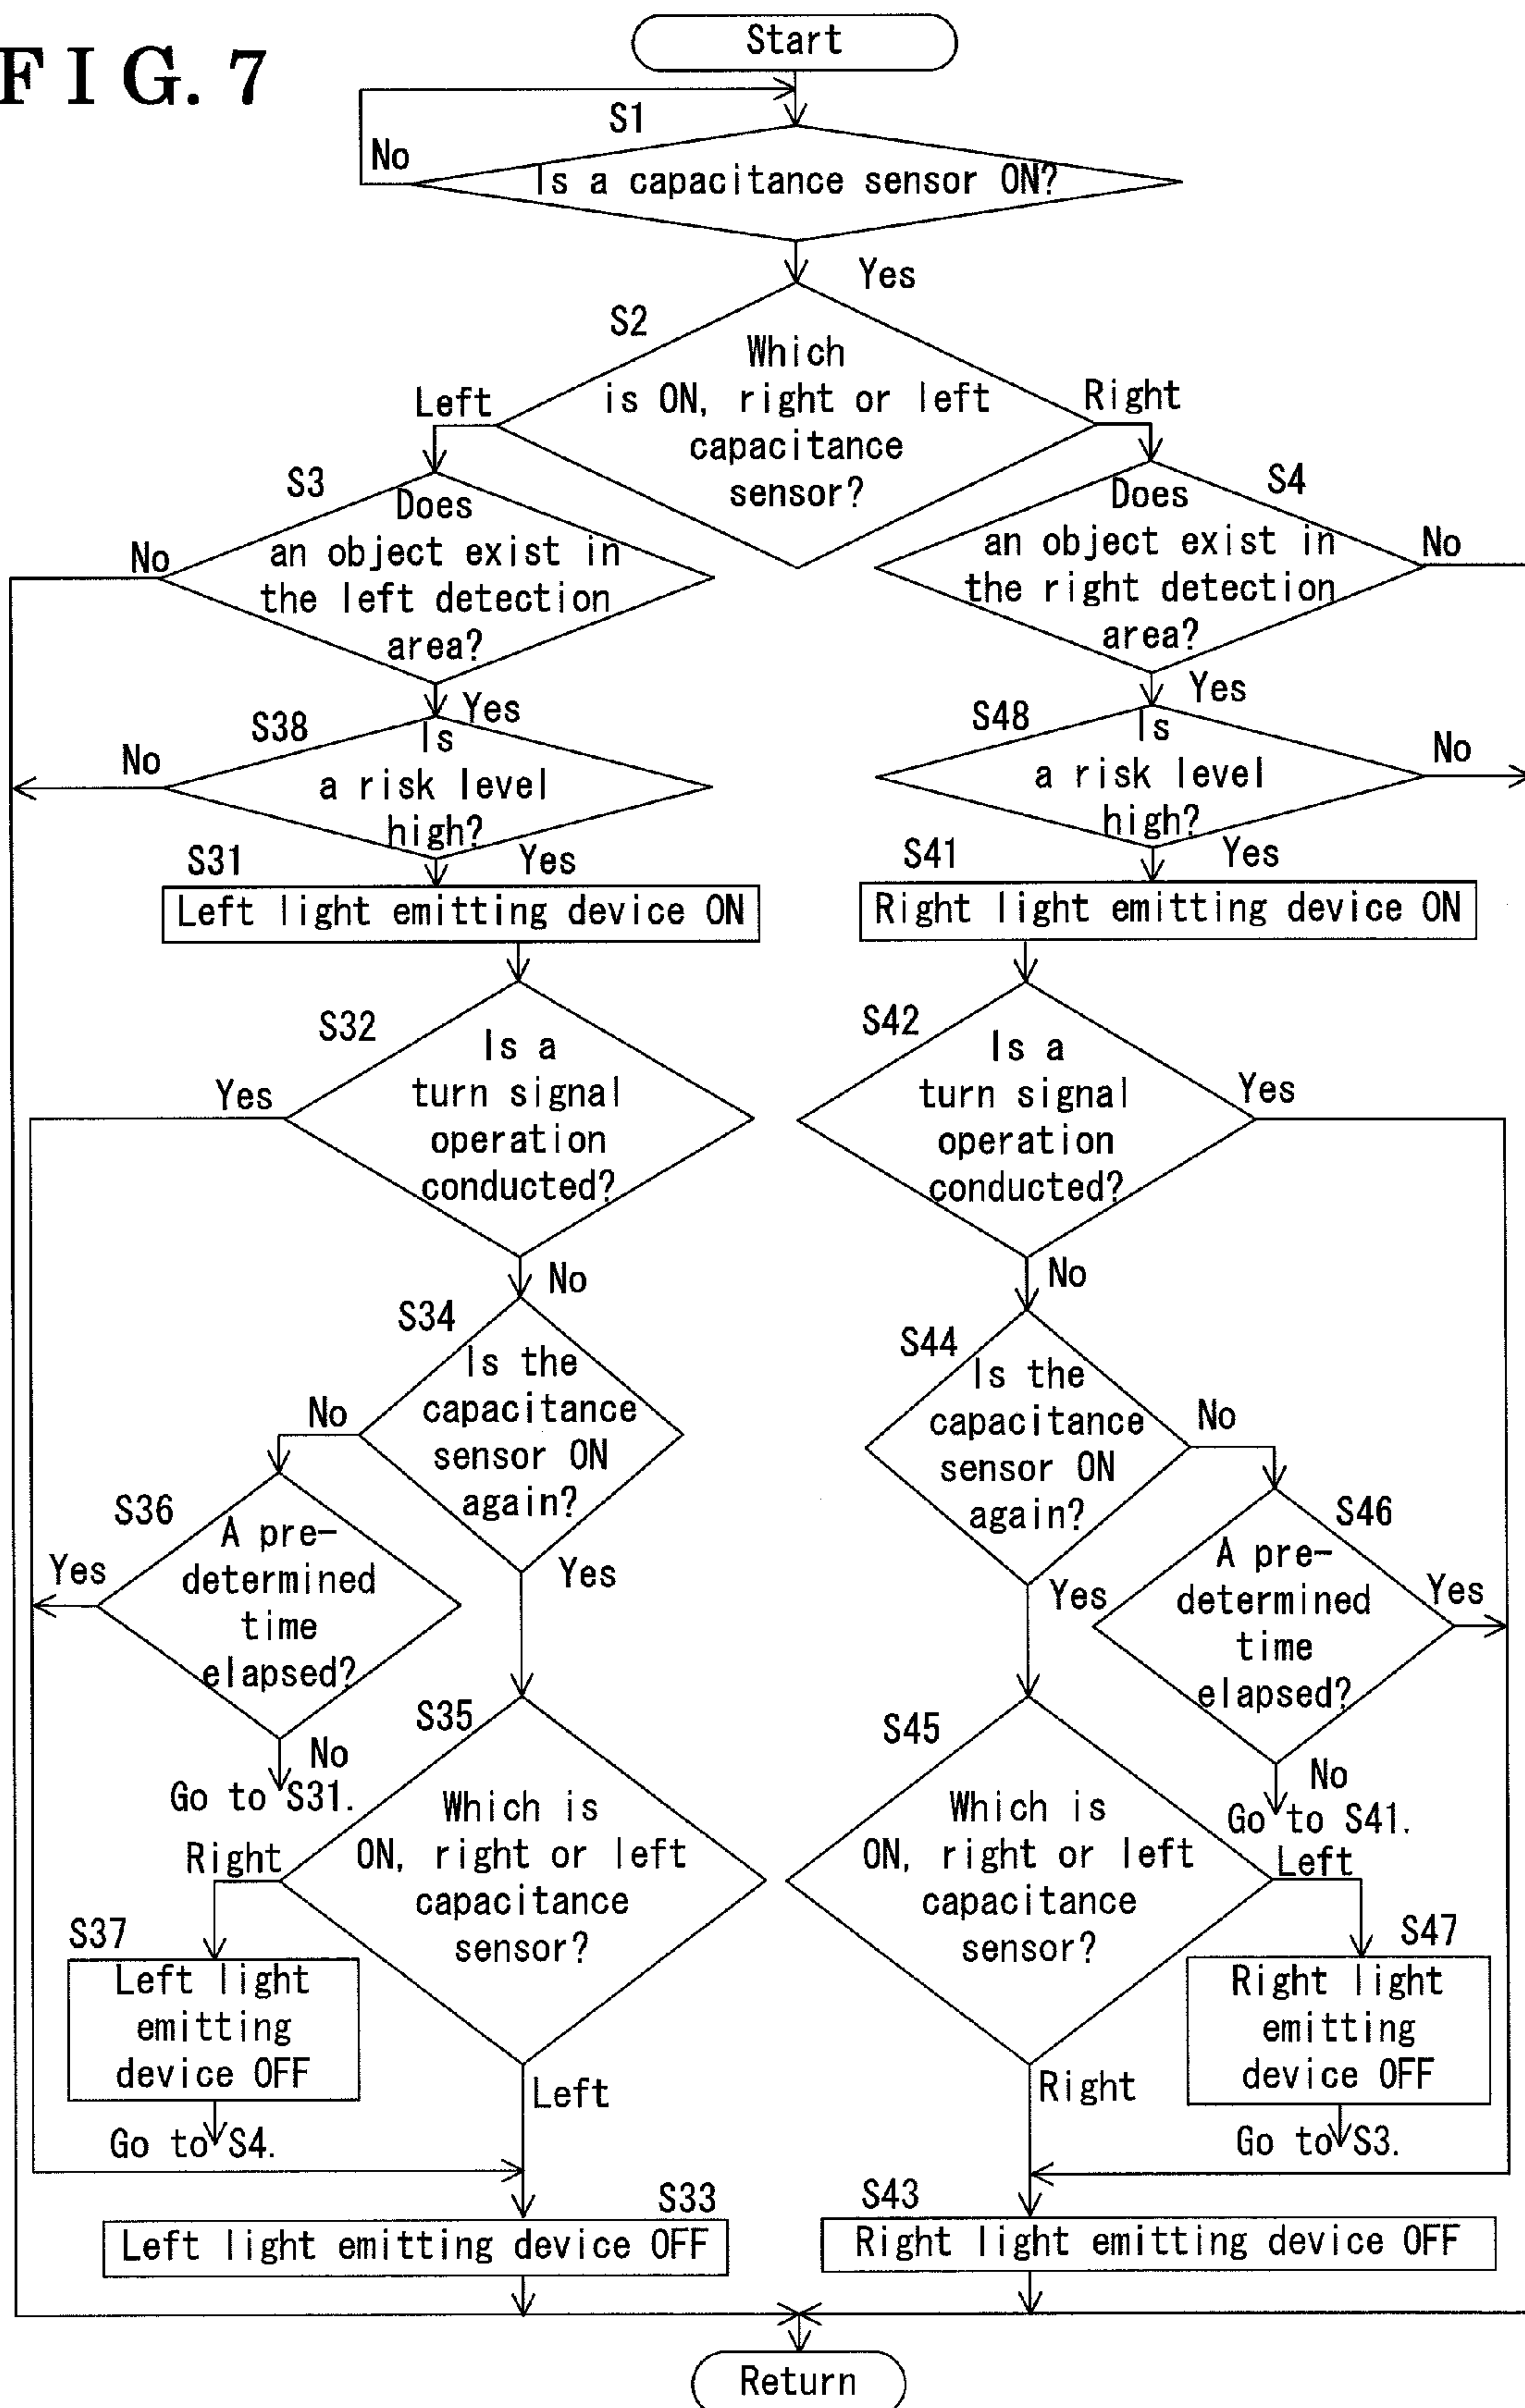 FIG. 7
Start
S1
No
Is a capacitance sensor ON?
Yes
S2
Which
is ON, right or left
capacitance
sensor?
Left
Right
S3
Does
an object exist in
the left detection
area?
No
Yes
S4
Does
an object exist in
the right detection
area?
No
Yes
S38
Is
a risk level
high?
No
Yes
S48
Is
a risk level
high?
No
Yes
S31
Left light emitting device ON
S41
Right light emitting device ON
S32
Is a
turn signal
operation
conducted?
Yes
No
S42
Is a
turn signal
operation
conducted?
Yes
No
S34
Is the
capacitance
sensor ON
again?
No
Yes
S44
Is the
capacitance
sensor ON
again?
No
Yes
S36
A pre-
determined
time
elapsed?
Yes
No
Go to S31.
S46
A pre-
determined
time
elapsed?
Yes
No
Go to S41.
S35
Which is
ON, right or left
capacitance
sensor?
Right
Left
S45
Which is
ON, right or left
capacitance
sensor?
Left
Right
S37
Left light
emitting
device OFF
Go to S4.
S47
Right light
emitting
device OFF
Go to S3.
S33
Left light emitting device OFF
S43
Right light emitting device OFF
Return